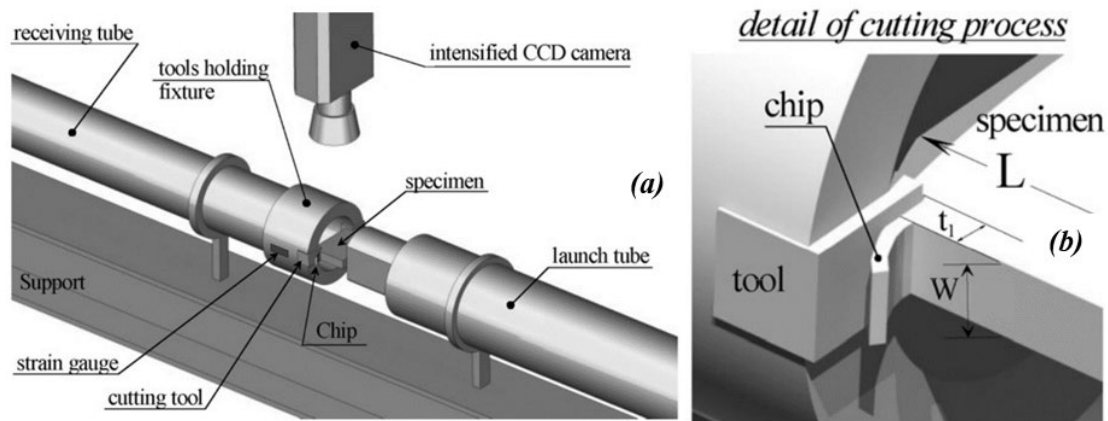 receiving tube
tools holding
fixture
intensified CCD camera
specimen
(a)
launch tube
Support
Chip
strain gauge
cutting tool
detail of cutting process
chip
specimen
L
t1
(b)
tool
W